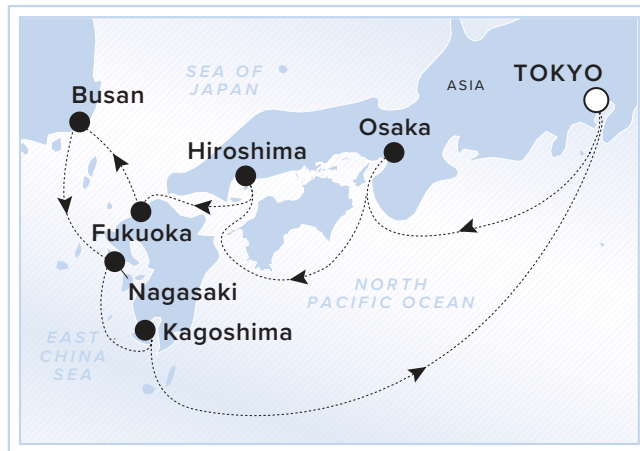 SEA OF
JAPAN
ASIA
TOKYO
Busan
Osaka
Hiroshima
Fukuoka
Nagasaki
NORTH
PACIFIC OCEAN
Kagoshima
EAST
CHINA
SEA